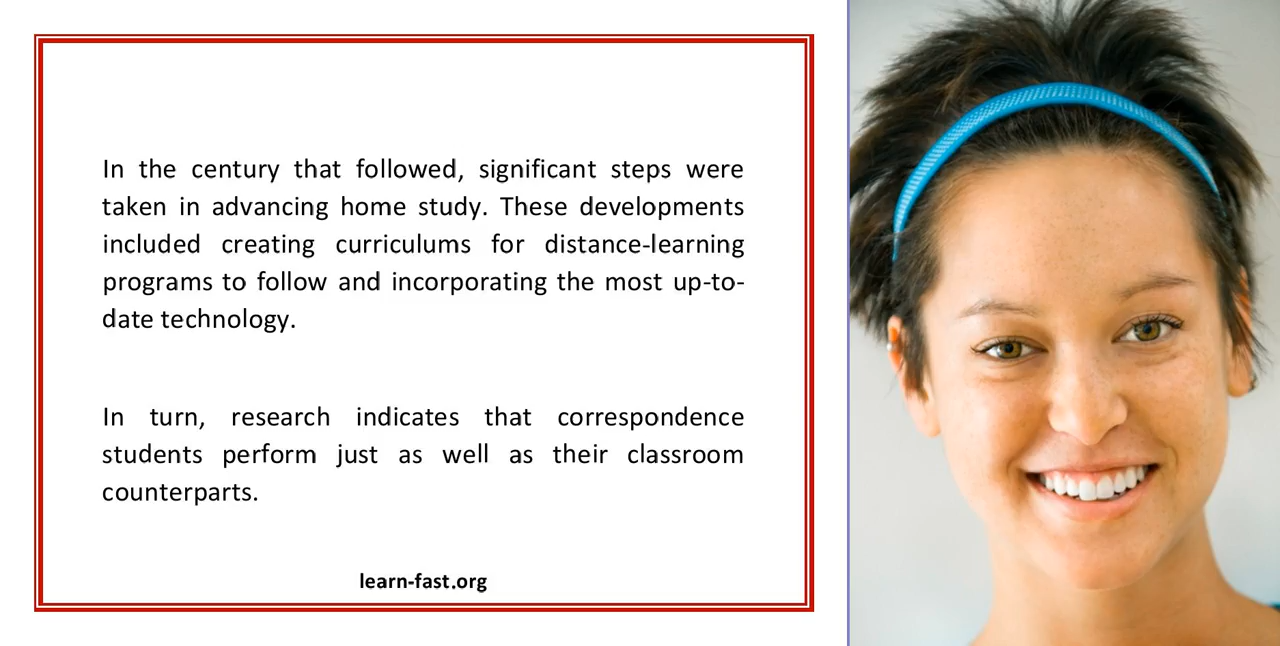 In the century that followed, significant steps were
taken in advancing home study. These developments
included creating curriculums for distance-learning
programs to follow and incorporating the most up-to-
date technology.
In turn, research indicates that correspondence
students perform just as well as their classroom
counterparts.
learn-fast.org